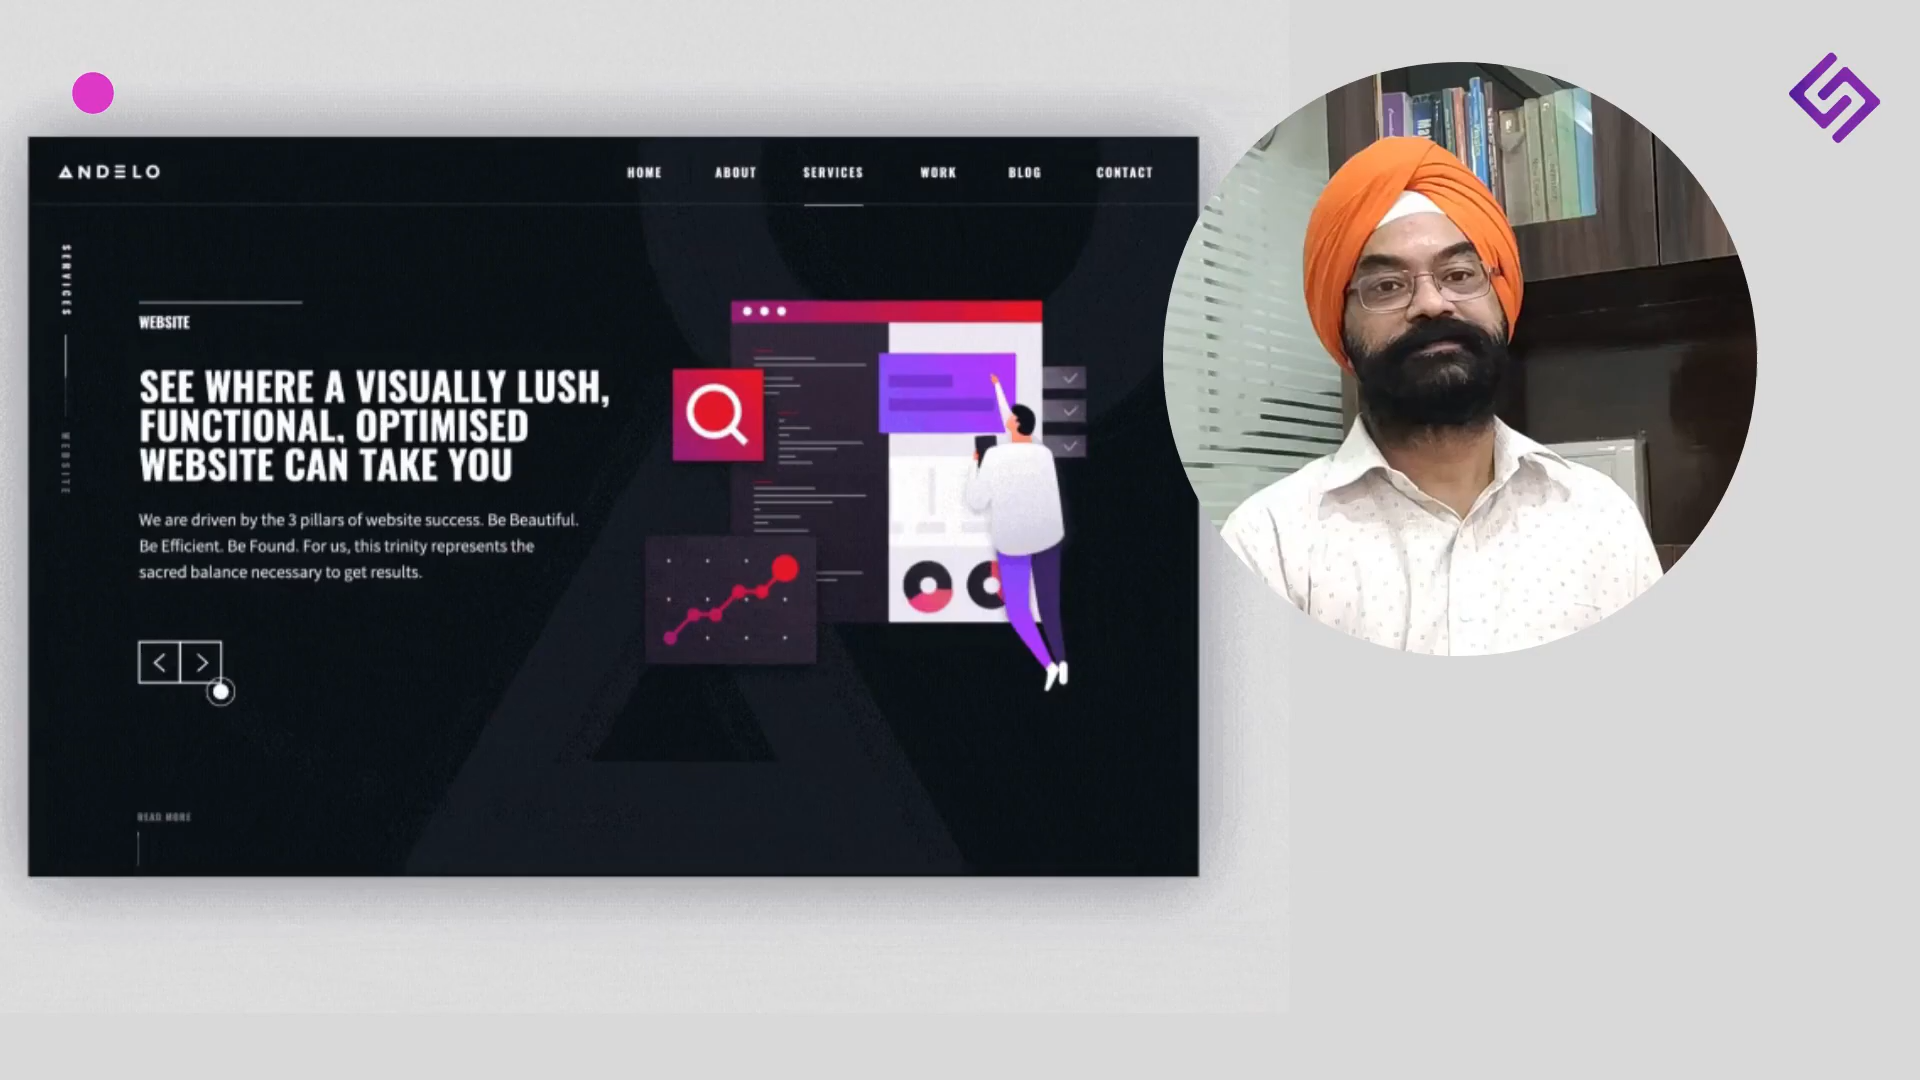 ANDELO
HOME ABOUT SERVICES WORK BLOG CONTACT
SERVICES
WEBSITE
WEBSITE
SEE WHERE A VISUALLY LUSH,
FUNCTIONAL, OPTIMISED
WEBSITE CAN TAKE YOU
We are driven by the 3 pillars of website success. Be Beautiful.
Be Efficient. Be Found. For us, this trinity represents the
sacred balance necessary to get results.
READ MORE